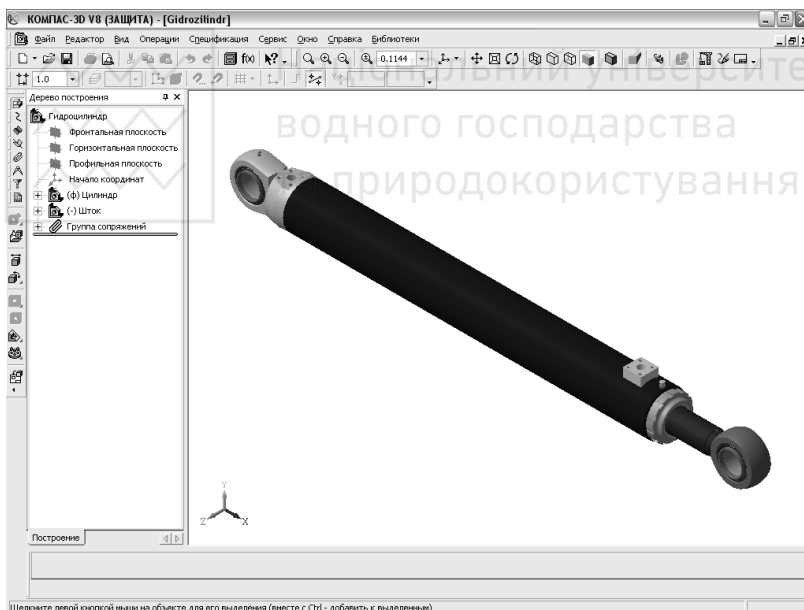 КОМПАС-3D V8 (ЗАЩИТА) - [Gidrozilindr]
Файл Редактор Вид Операции Спецификация Сервис Окно Справка Библиотеки
0.1144
1.0
національний університе
водного господарства
природокористування
Дерево построения
Гидроцилиндр
Фронтальная плоскость
Горизонтальная плоскость
Профильная плоскость
Начало координат
(ф) Цилиндр
(-) Шток
Группа сопряжений
Y
Z
X
Построение
Щелкните левой кнопкой мыши на объекте для его выделения (вместе с Ctrl - добавить к выделенным)